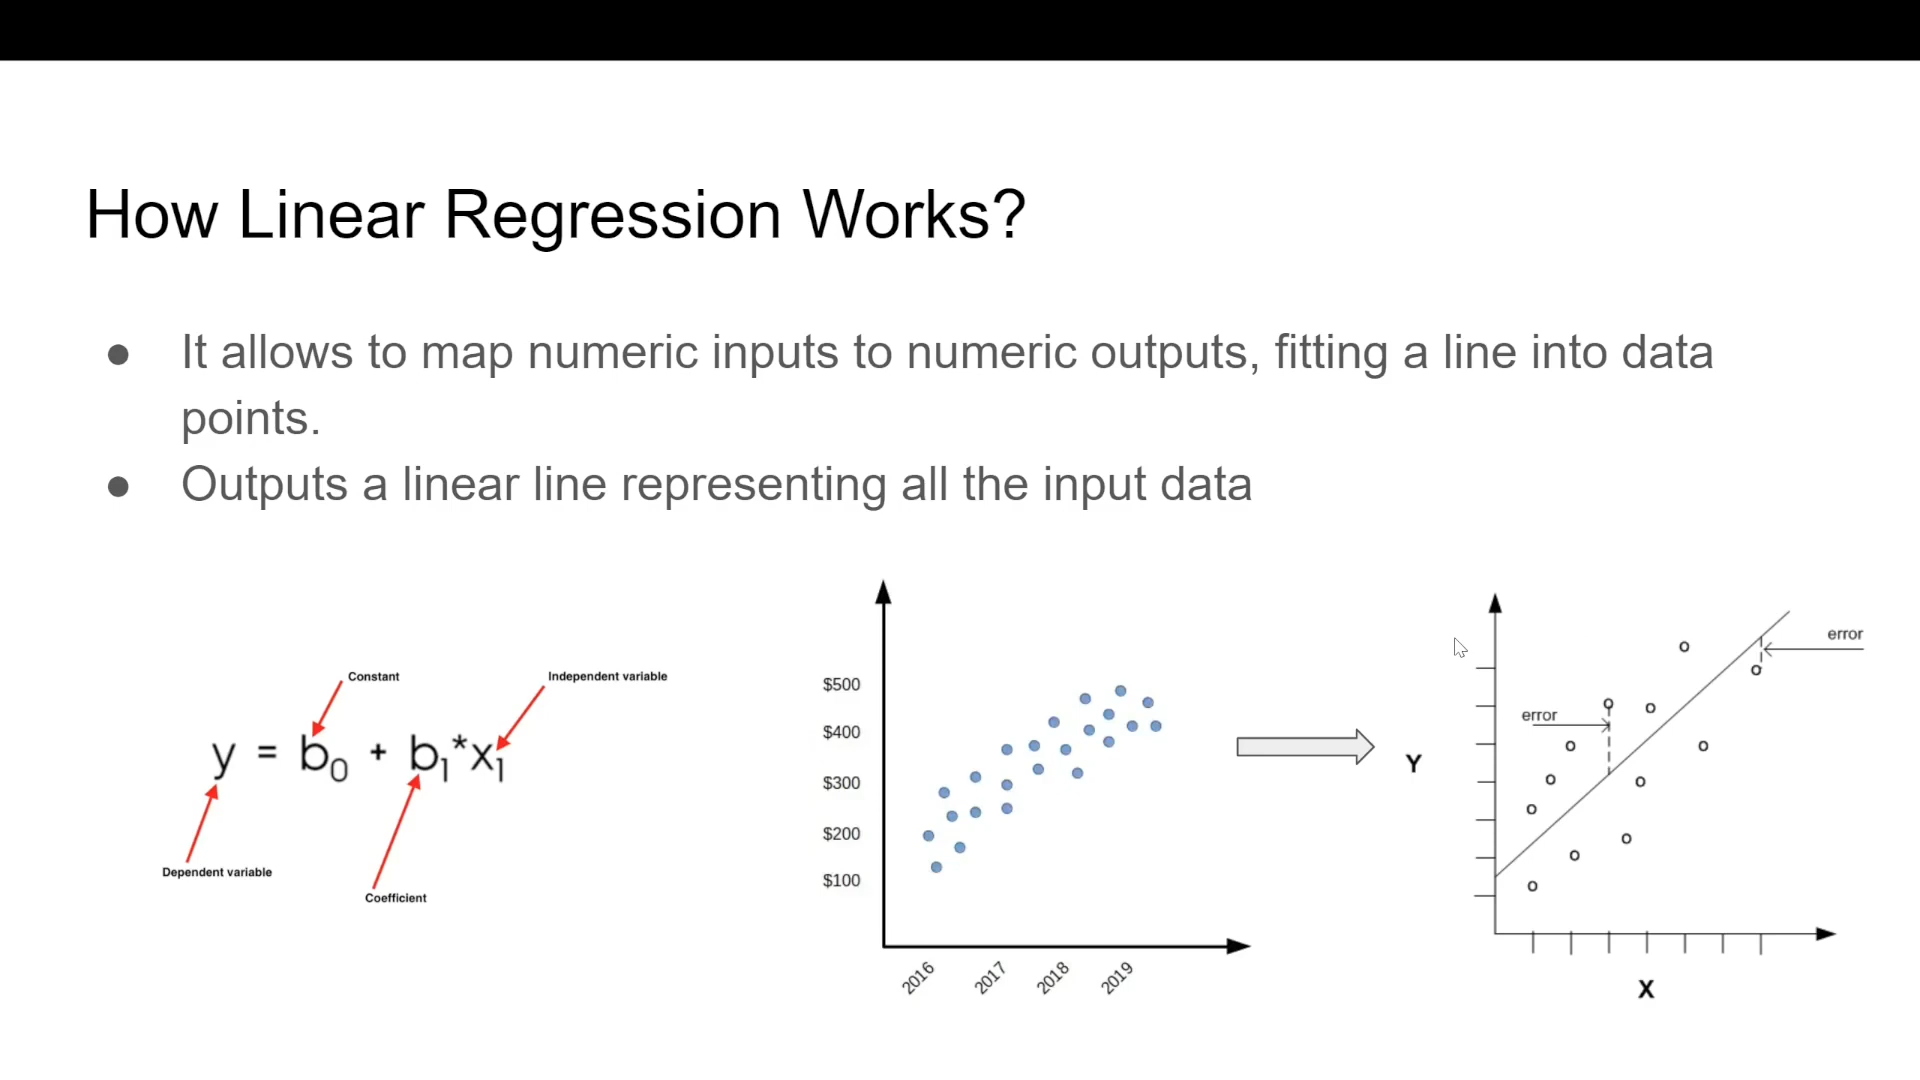 How Linear Regression Works?
● It allows to map numeric inputs to numeric outputs, fitting a line into data
points.
● Outputs a linear line representing all the input data
Constant
Independent variable
y = b0 + b1*x1
Dependent variable
Coefficient
$500
$400
$300
$200
$100
2016
2017
2018
2019
error
error
Y
X